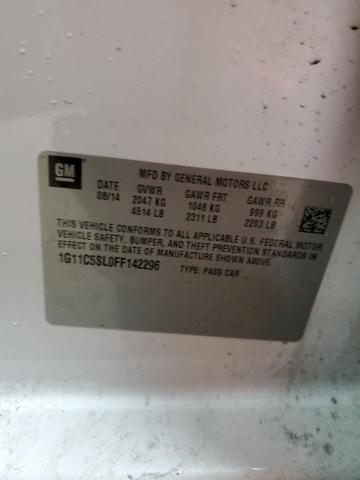 GM
MFD BY GENERAL MOTORS LLC
DATE GVWR GAWR FRT GAWR RR
08/14 2047 KG 1048 KG 999 KG
4514 LB 2311 LB 2203 LB
THIS VEHICLE CONFORMS TO ALL APPLICABLE U.S. FEDERAL MOTOR
VEHICLE SAFETY, BUMPER, AND THEFT PREVENTION STANDARDS IN
EFFECT ON THE DATE OF MANUFACTURE SHOWN ABOVE.
1G11C5SL0FF142296 TYPE: PASS CAR